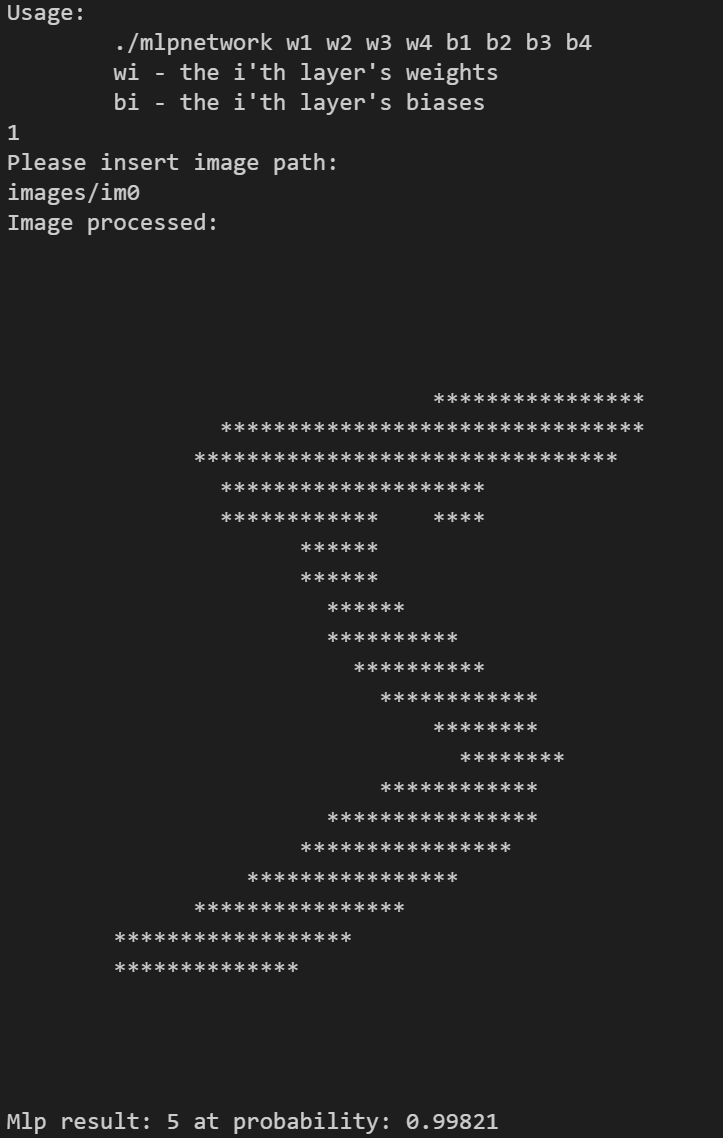 Usage:
        ./mlpnetwork w1 w2 w3 w4 b1 b2 b3 b4
        wi - the i'th layer's weights
        bi - the i'th layer's biases
1
Please insert image path:
images/im0
Image processed:
                                ****************
                ********************************
              ********************************
                ********************
                ************    ****
                      ******
                      ******
                        ******
                        **********
                          **********
                            ************
                                ********
                                  ********
                            ************
                        ****************
                      ****************
                  ****************
              ****************
        ******************
        **************
Mlp result: 5 at probability: 0.99821